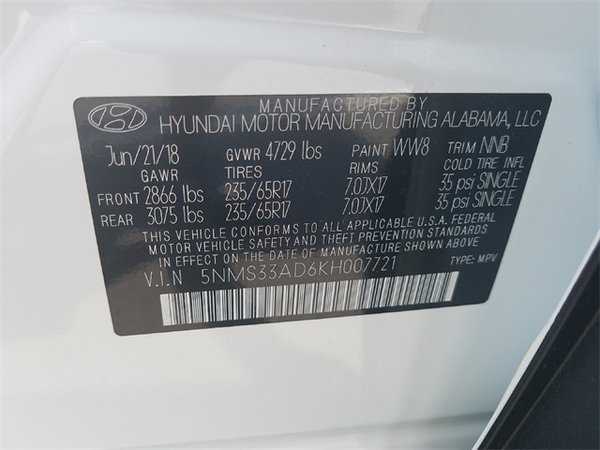 MANUFACTURED BY
HYUNDAI MOTOR MANUFACTURING ALABAMA, LLC
Jun/21/18 GVWR 4729 lbs PAINT WW8 TRIM NNB
GAWR TIRES RIMS COLD TIRE INFL
FRONT 2866 lbs 235/65R17 7.0JX17 35 psi SINGLE
REAR 3075 lbs 235/65R17 7.0JX17 35 psi SINGLE
THIS VEHICLE CONFORMS TO ALL APPLICABLE U.S.A. FEDERAL
MOTOR VEHICLE SAFETY AND THEFT PREVENTION STANDARDS
IN EFFECT ON THE DATE OF MANUFACTURE SHOWN ABOVE.
V.I.N 5NMS33AD6KH007721 TYPE: MPV